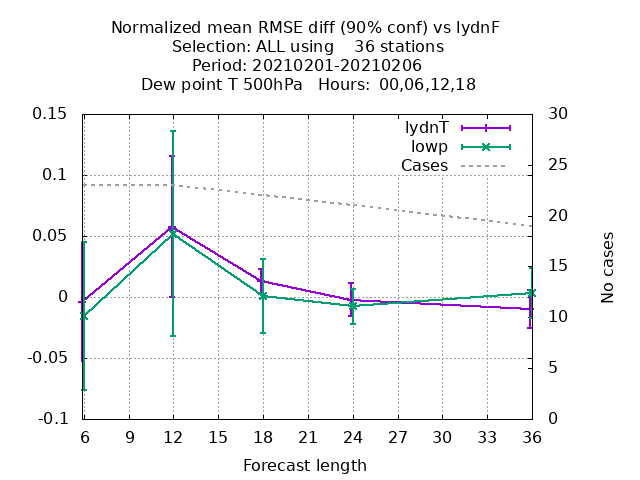 Normalized mean RMSE diff (90% conf) vs lydnF
Selection: ALL using    36 stations
Period: 20210201-20210206
Dew point T 500hPa   Hours: 00,06,12,18
0.15
0.1
0.05
0
-0.05
-0.1
lydnT
lowp
Cases
30
25
20
15
10
5
0
No cases
6 9 12 15 18 21 24 27 30 33 36
Forecast length